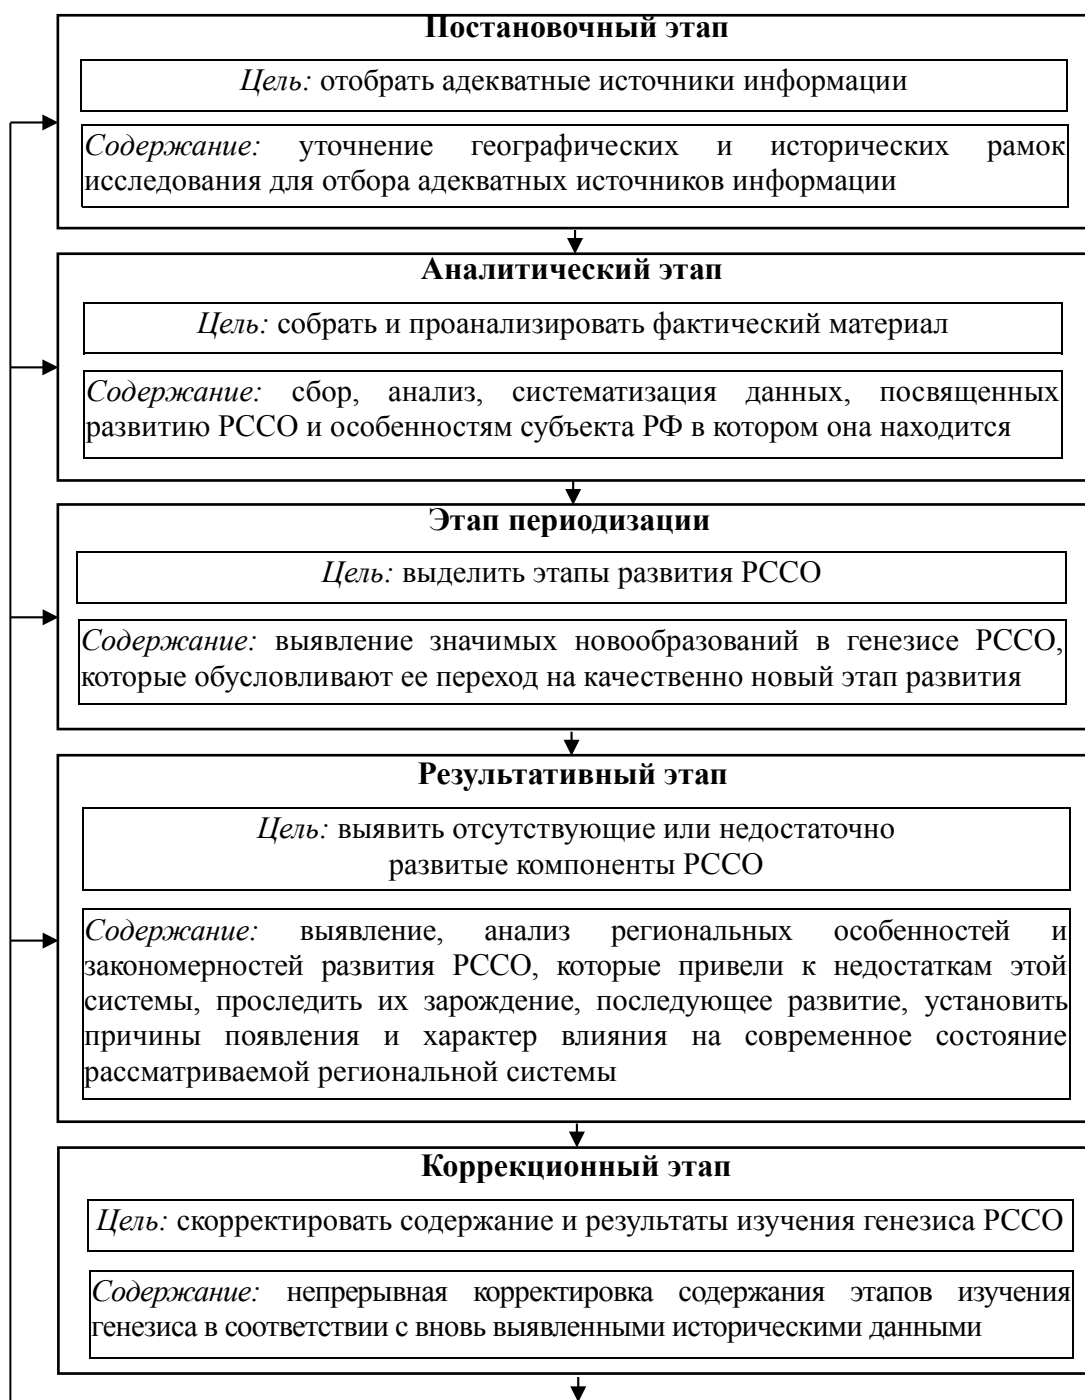 Постановочный этап
Цель: отобрать адекватные источники информации
Содержание: уточнение географических и исторических рамок
исследования для отбора адекватных источников информации
Аналитический этап
Цель: собрать и проанализировать фактический материал
Содержание: сбор, анализ, систематизация данных, посвященных
развитию РССО и особенностям субъекта РФ в котором она находится
Этап периодизации
Цель: выделить этапы развития РССО
Содержание: выявление значимых новообразований в генезисе РССО,
которые обусловливают ее переход на качественно новый этап развития
Результативный этап
Цель: выявить отсутствующие или недостаточно
развитые компоненты РССО
Содержание: выявление, анализ региональных особенностей и
закономерностей развития РССО, которые привели к недостаткам этой
системы, проследить их зарождение, последующее развитие, установить
причины появления и характер влияния на современное состояние
рассматриваемой региональной системы
Коррекционный этап
Цель: скорректировать содержание и результаты изучения генезиса РССО
Содержание: непрерывная корректировка содержания этапов изучения
генезиса в соответствии с вновь выявленными историческими данными